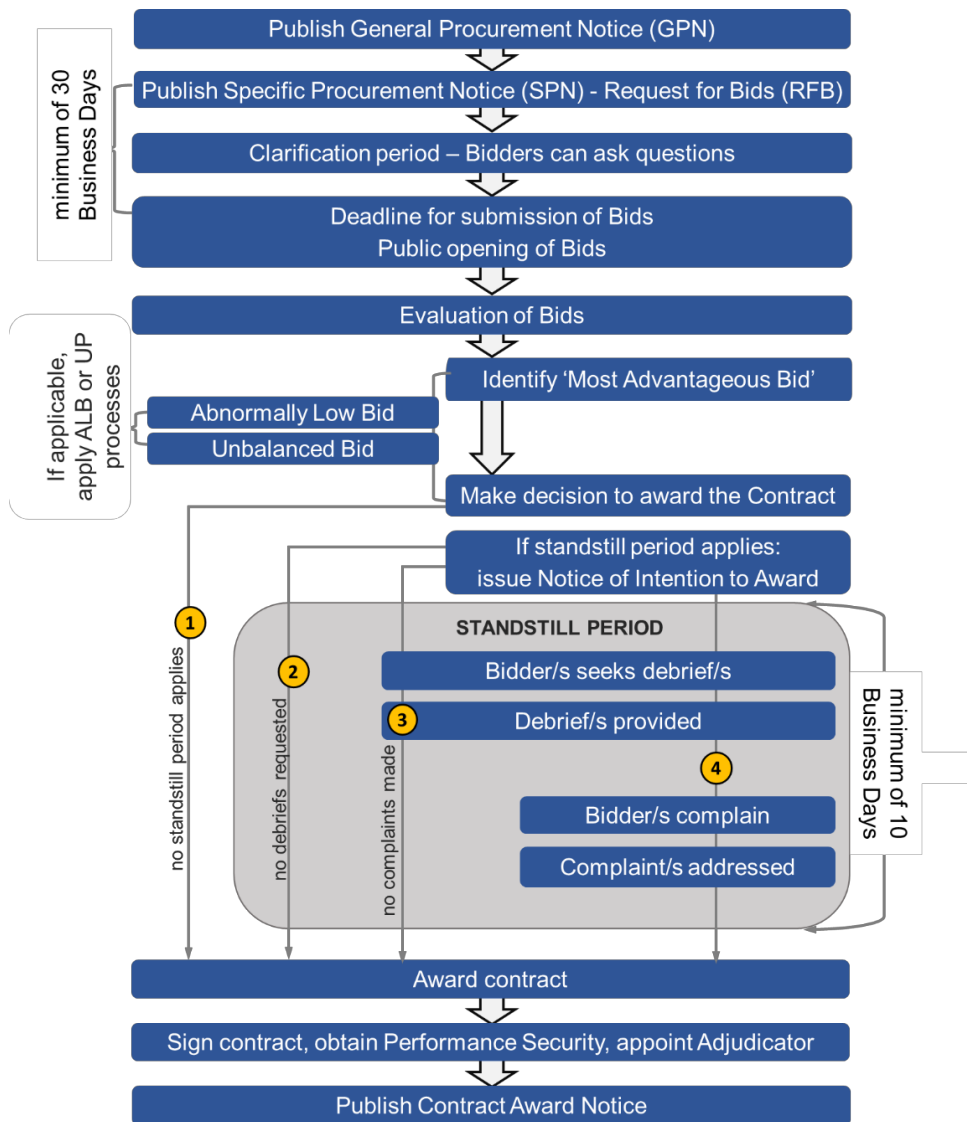 Publish General Procurement Notice (GPN)
minimum of 30
Business Days
Publish Specific Procurement Notice (SPN) - Request for Bids (RFB)
Clarification period – Bidders can ask questions
Deadline for submission of Bids
Public opening of Bids
Evaluation of Bids
If applicable,
apply ALB or UP
processes
Identify ‘Most Advantageous Bid’
Abnormally Low Bid
Unbalanced Bid
Make decision to award the Contract
If standstill period applies:
issue Notice of Intention to Award
1
no standstill period applies
STANDSTILL PERIOD
2
no debriefs requested
Bidder/s seeks debrief/s
Debrief/s provided
3
no complaints made
4
Bidder/s complain
Complaint/s addressed
minimum of 10
Business Days
Award contract
Sign contract, obtain Performance Security, appoint Adjudicator
Publish Contract Award Notice